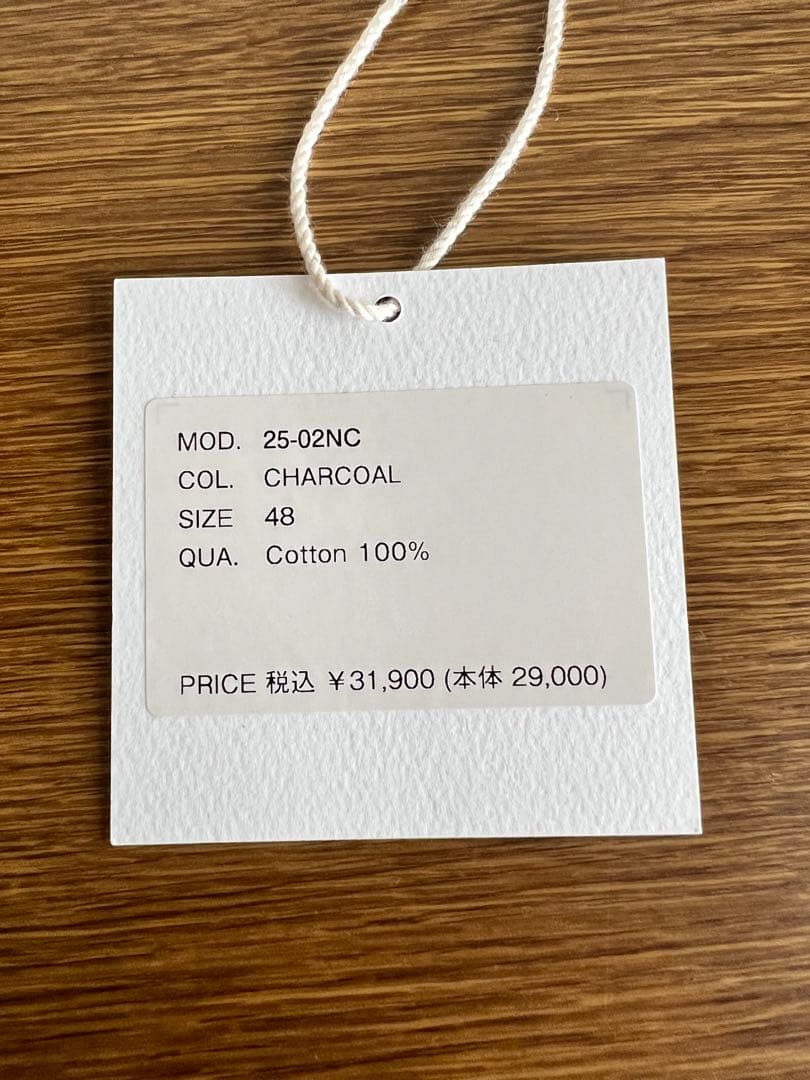 MOD. 25-02NC
COL. CHARCOAL
SIZE 48
QUA. Cotton 100%
PRICE 税込 ¥31,900 (本体 29,000)